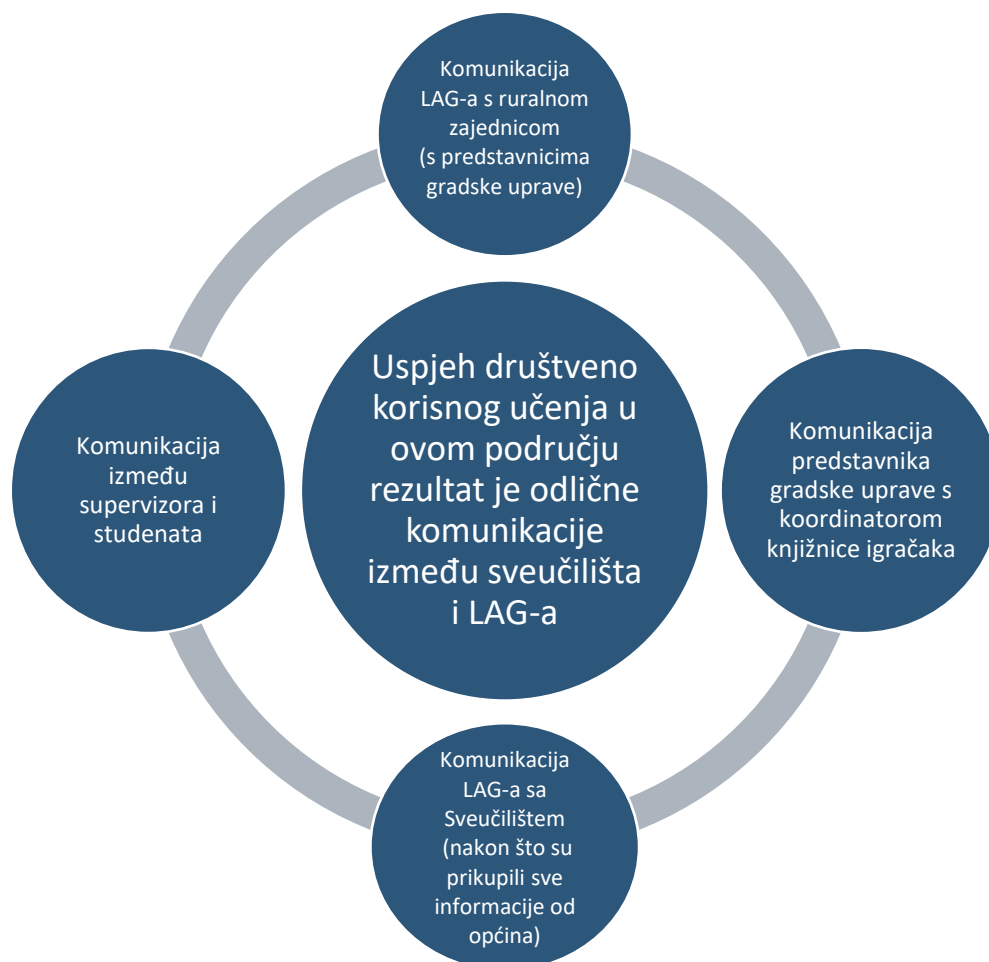 Komunikacija
LAG-a s ruralnom
zajednicom
(s predstavnicima
gradske uprave)
Uspjeh društveno
korisnog učenja u
ovom području
rezultat je odlične
komunikacije
između sveučilišta
i LAG-a
Komunikacija
predstavnika
gradske uprave s
koordinatorom
knjižnice igračaka
Komunikacija
LAG-a sa
Sveučilištem
(nakon što su
prikupili sve
informacije od
općina)
Komunikacija
između
supervizora i
studenata